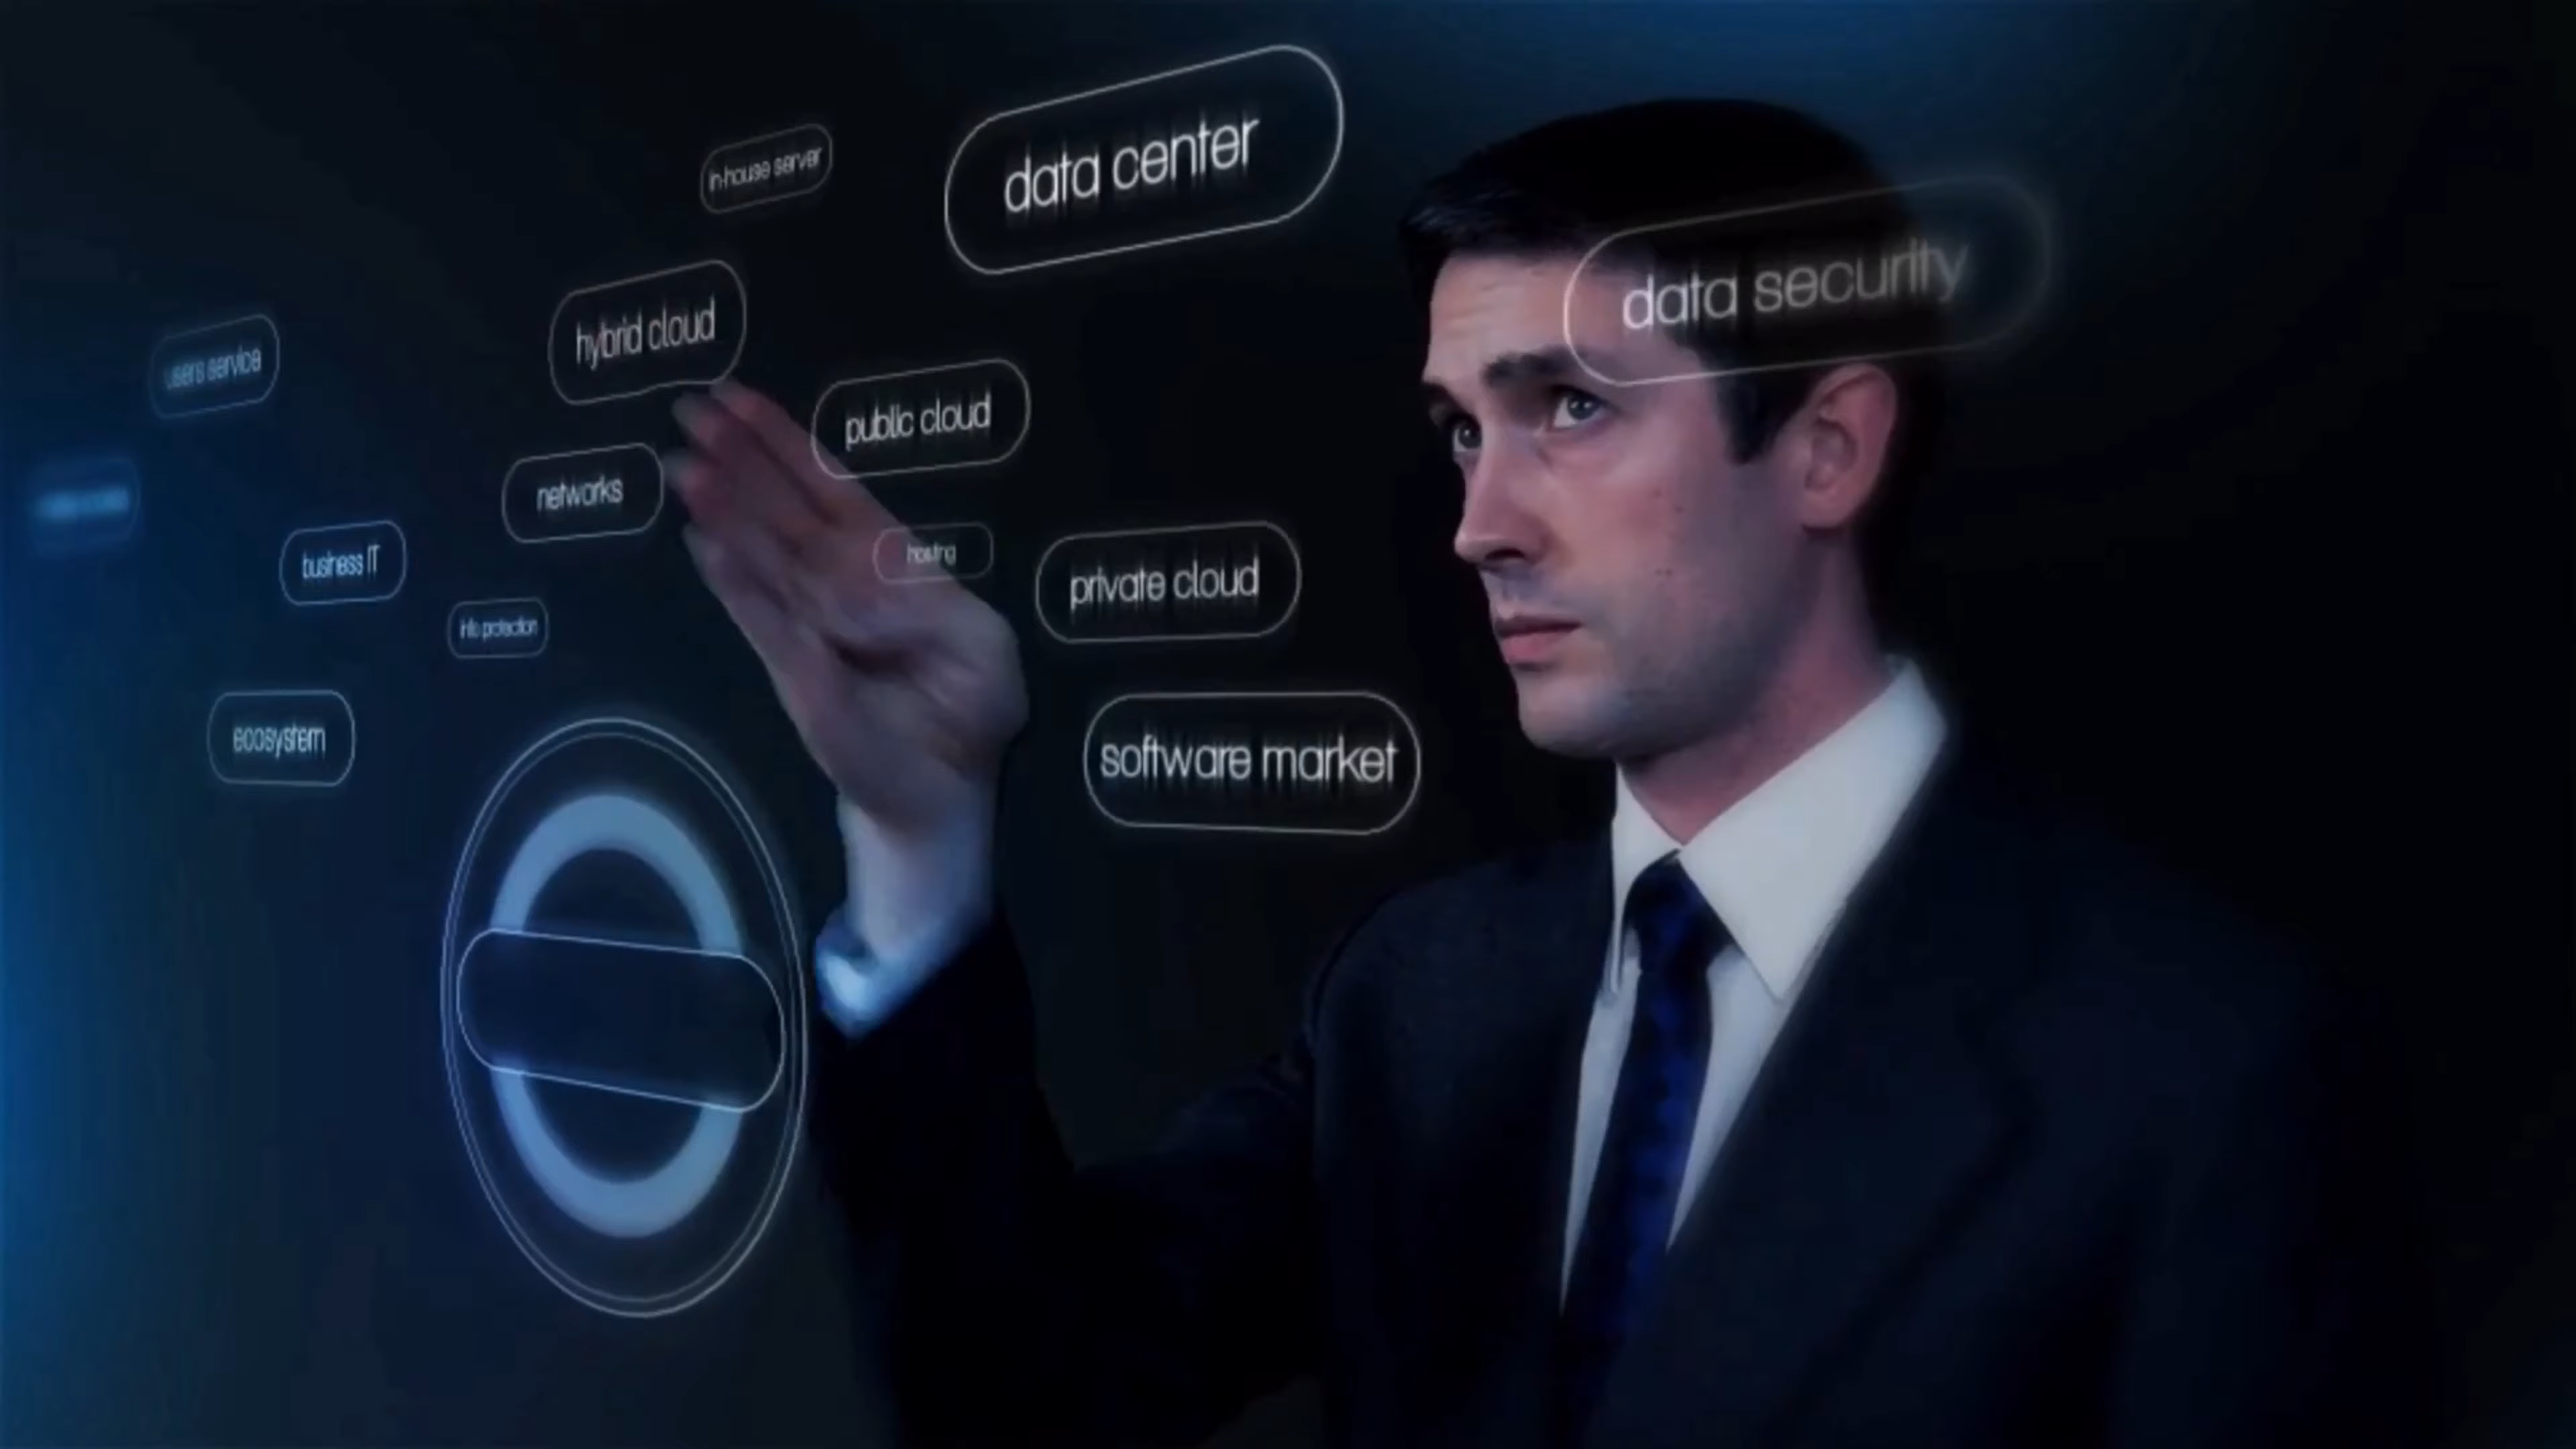 in-house server
data center
data security
hybrid cloud
users service
public cloud
networks
hosting
business IT
private cloud
info protection
ecosystem
software market